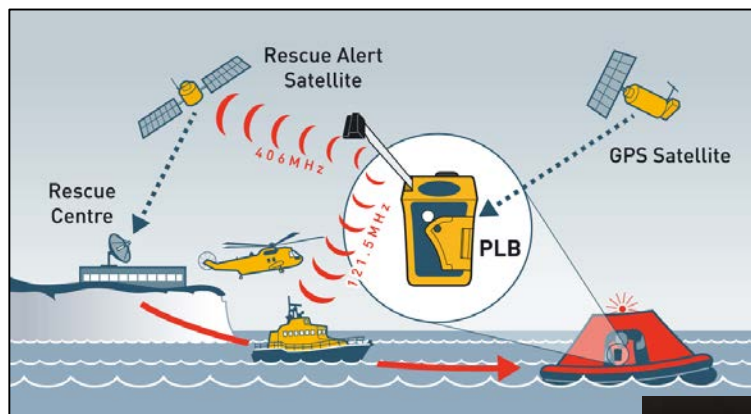 Rescue Alert
Satellite
406MHz
GPS Satellite
Rescue
Centre
121.5MHz
PLB